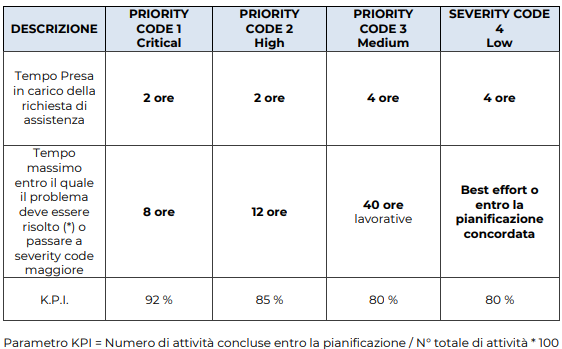 DESCRIZIONE
PRIORITY
CODE 1
Critical
PRIORITY
CODE 2
High
PRIORITY
CODE 3
Medium
SEVERITY CODE
4
Low
Tempo Presa
in carico della
richiesta di
assistenza
2 ore
2 ore
4 ore
4 ore
Tempo
massimo
entro il quale
il problema
deve essere
risolto (*) o
passare a
severity code
maggiore
8 ore
12 ore
40 ore
lavorative
Best effort o
entro la
pianificazione
concordata
K.P.I.
92 %
85 %
80 %
80 %
Parametro KPI = Numero di attività concluse entro la pianificazione / N° totale di attività * 100